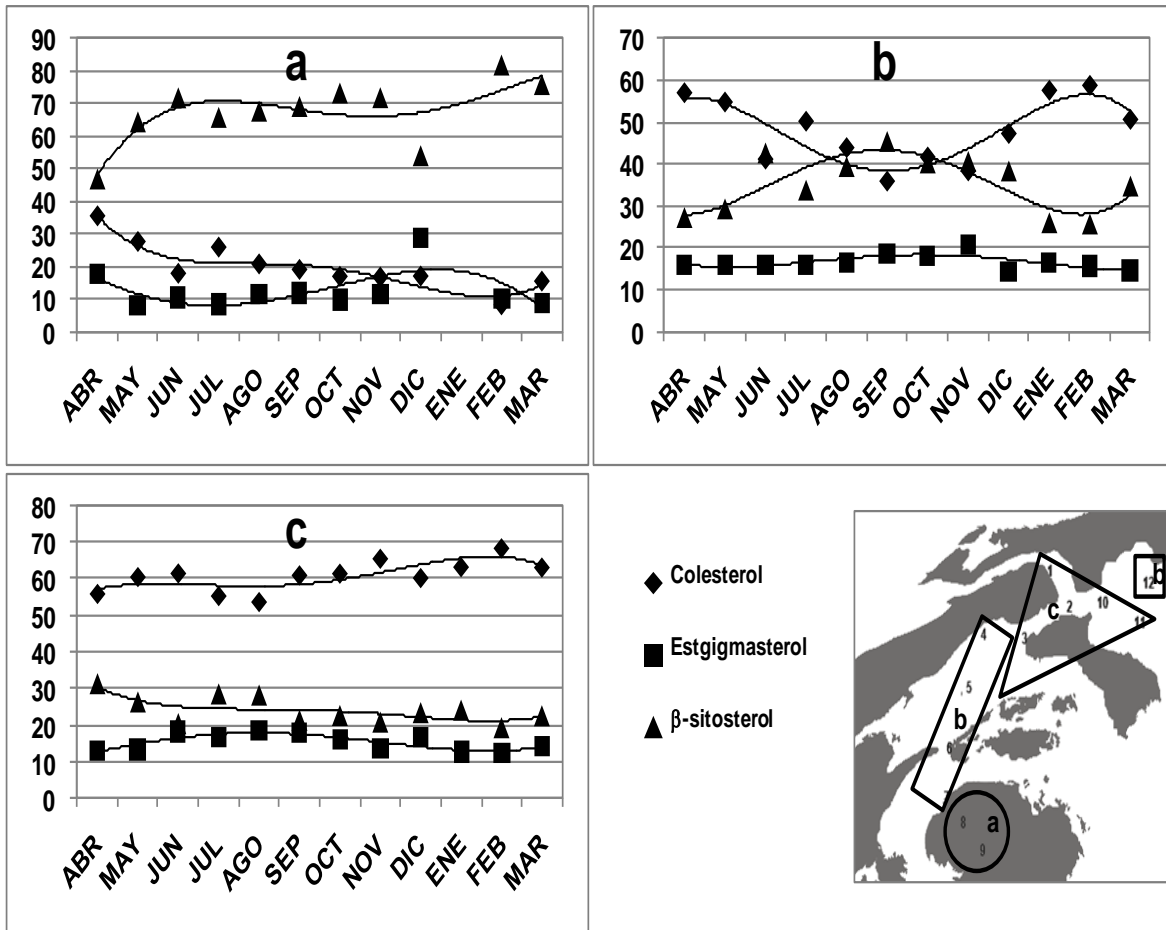 a
90
80
70
60
50
40
30
20
10
0
ABR MAY JUN JUL AGO SEP OCT NOV DIC ENE FEB MAR
b
70
60
50
40
30
20
10
0
ABR MAY JUN JUL AGO SEP OCT NOV DIC ENE FEB MAR
c
80
70
60
50
40
30
20
10
0
ABR MAY JUN JUL AGO SEP OCT NOV DIC ENE FEB MAR
Colesterol
Estgigmasterol
β-sitosterol
1
2
3
4
5
6
8
9
10
11
12
b
c
b
a